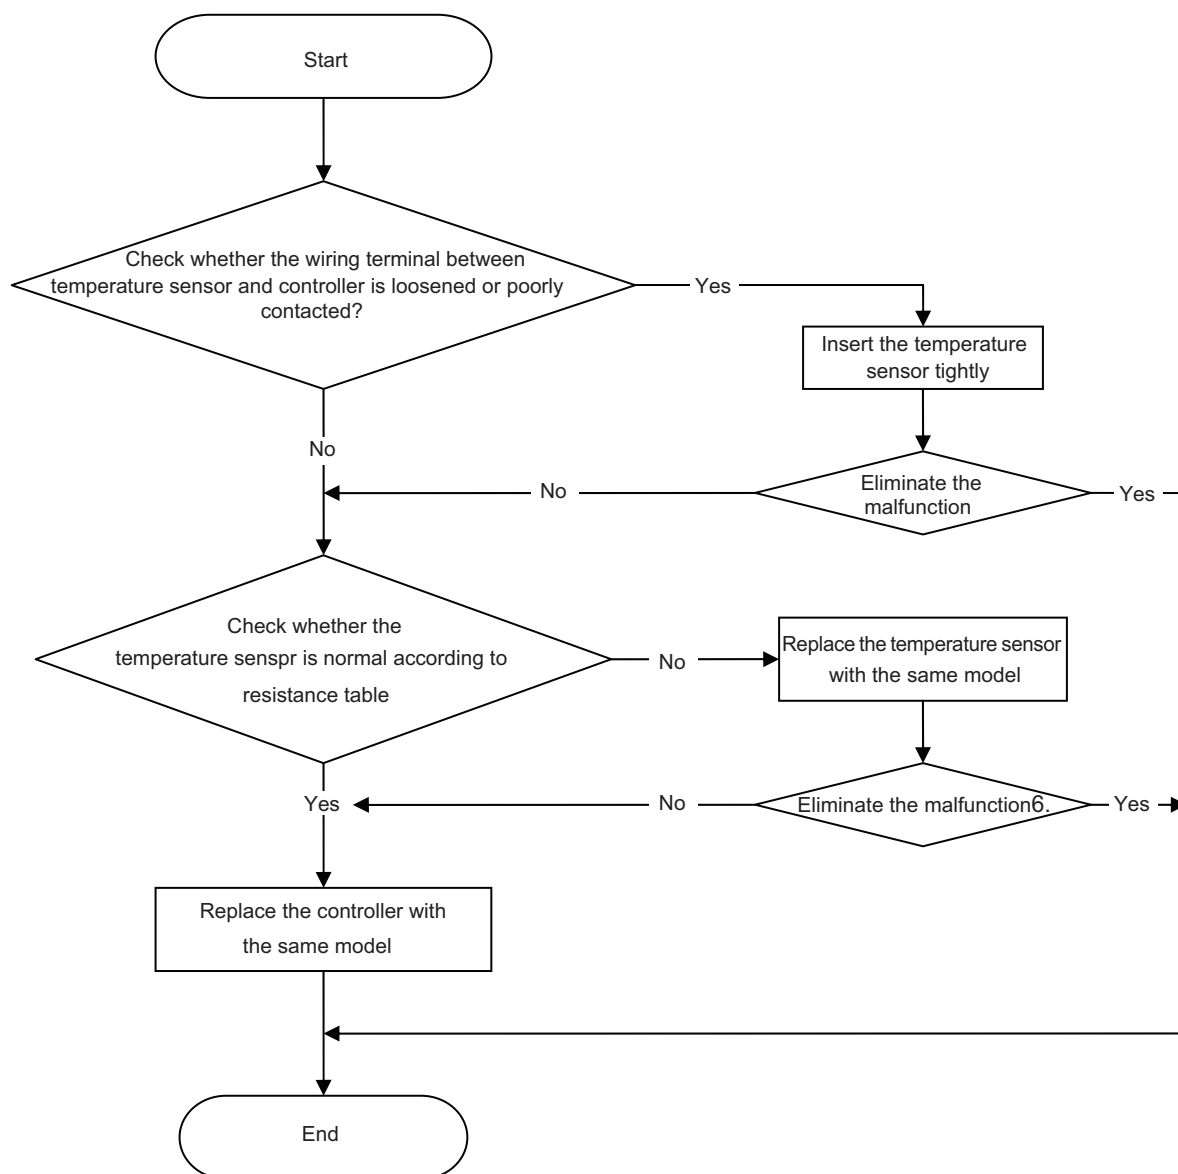 Start
Check whether the wiring terminal between
temperature sensor and controller is loosened or poorly
contacted?
Yes
Insert the temperature
sensor tightly
No
Eliminate the
malfunction
No
Yes
Check whether the
temperature senspr is normal according to
resistance table
No
Replace the temperature sensor
with the same model
Yes
No
Eliminate the malfunction6.
Yes
Replace the controller with
the same model
End